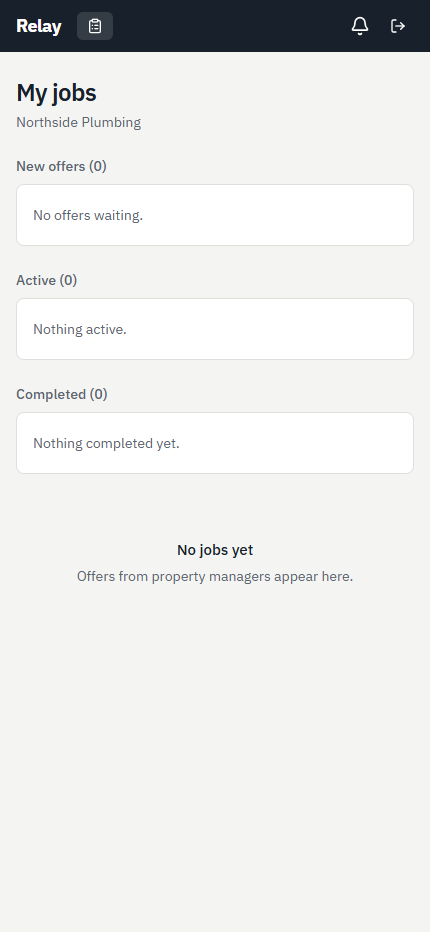 Relay
My jobs
Northside Plumbing
New offers (0)
No offers waiting.
Active (0)
Nothing active.
Completed (0)
Nothing completed yet.
No jobs yet
Offers from property managers appear here.